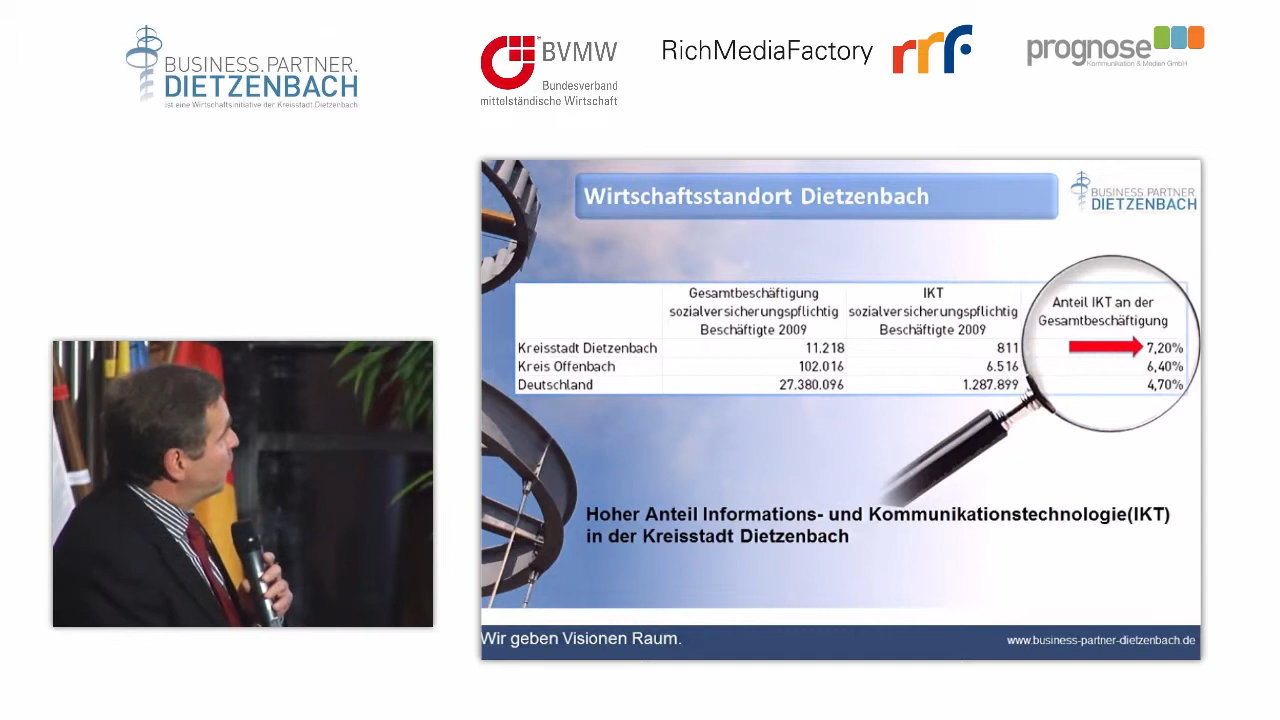 BUSINESS.PARTNER.
DIETZENBACH
ist eine Wirtschaftsinitiative der Kreisstadt Dietzenbach
BVMW
Bundesverband
mittelständische Wirtschaft
RichMediaFactory
rrf
prognose
Kommunikation & Medien GmbH
Wirtschaftsstandort Dietzenbach
BUSINESS.PARTNER.
DIETZENBACH
Gesamtbeschäftigung sozialversicherungspflichtig Beschäftigte 2009
IKT sozialversicherungspflichtig Beschäftigte 2009
Anteil IKT an der Gesamtbeschäftigung
Kreisstadt Dietzenbach 11.218 811 7,20%
Kreis Offenbach 102.016 6.516 6,40%
Deutschland 27.380.096 1.287.899 4,70%
Hoher Anteil Informations- und Kommunikationstechnologie(IKT)
in der Kreisstadt Dietzenbach
Wir geben Visionen Raum.
www.business-partner-dietzenbach.de